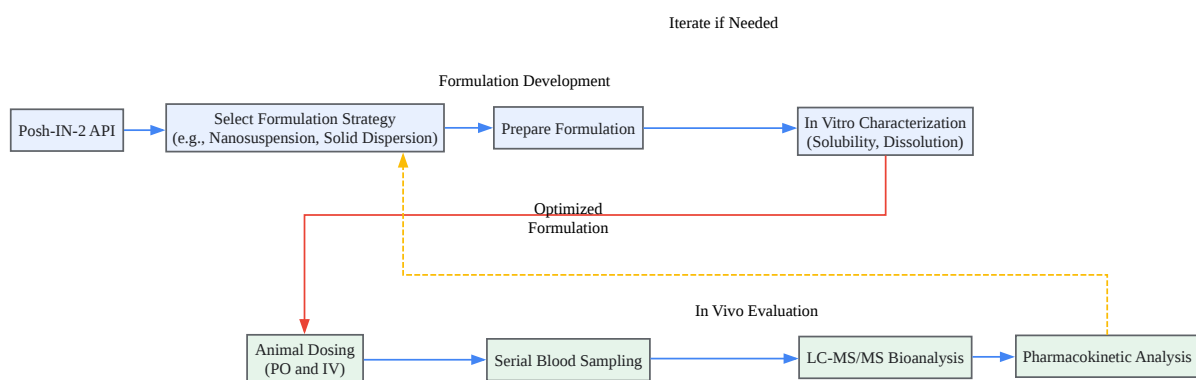 Iterate if Needed
Formulation Development
Posh-IN-2 API
Select Formulation Strategy
(e.g., Nanosuspension, Solid Dispersion)
Prepare Formulation
In Vitro Characterization
(Solubility, Dissolution)
Optimized
Formulation
In Vivo Evaluation
Animal Dosing
(PO and IV)
Serial Blood Sampling
LC-MS/MS Bioanalysis
Pharmacokinetic Analysis